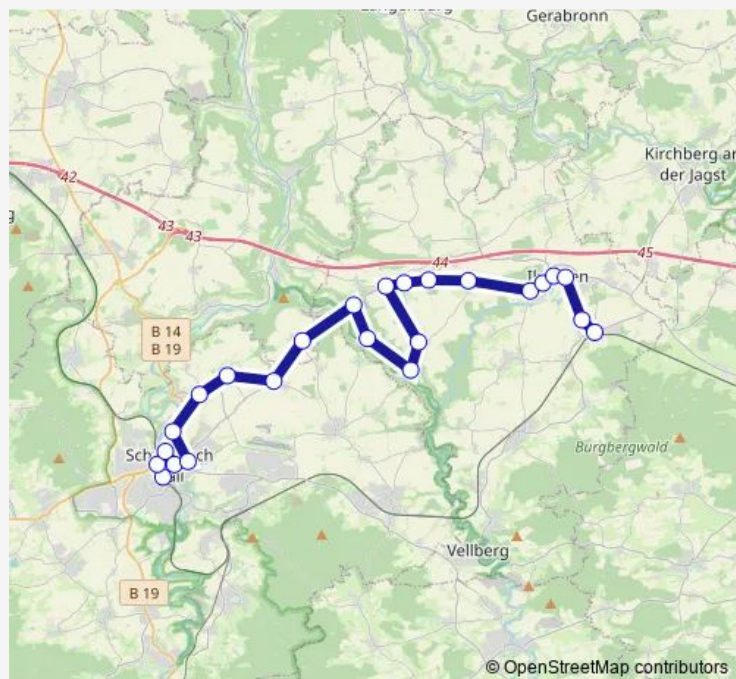 Gerabronn
Kirchberg an
der Jagst
42
43
43
44
45
B 14
B 19
Burgbergwald
Vellberg
B 19
© OpenStreetMap contributors